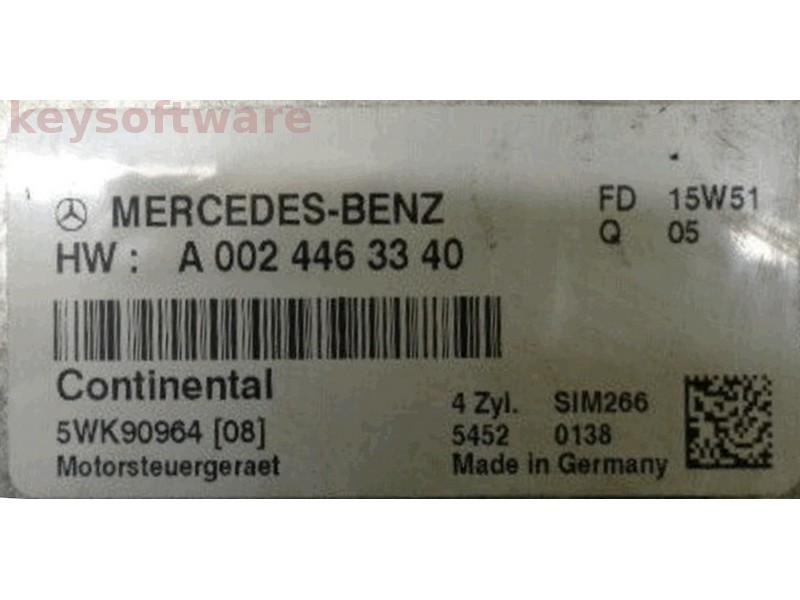 keysoftware
MERCEDES-BENZ FD 15W51
HW : A 002 446 33 40 Q 05
Continental
5WK90964 [08] 4 Zyl. SIM266
5452 0138
Motorsteuergeraet Made in Germany